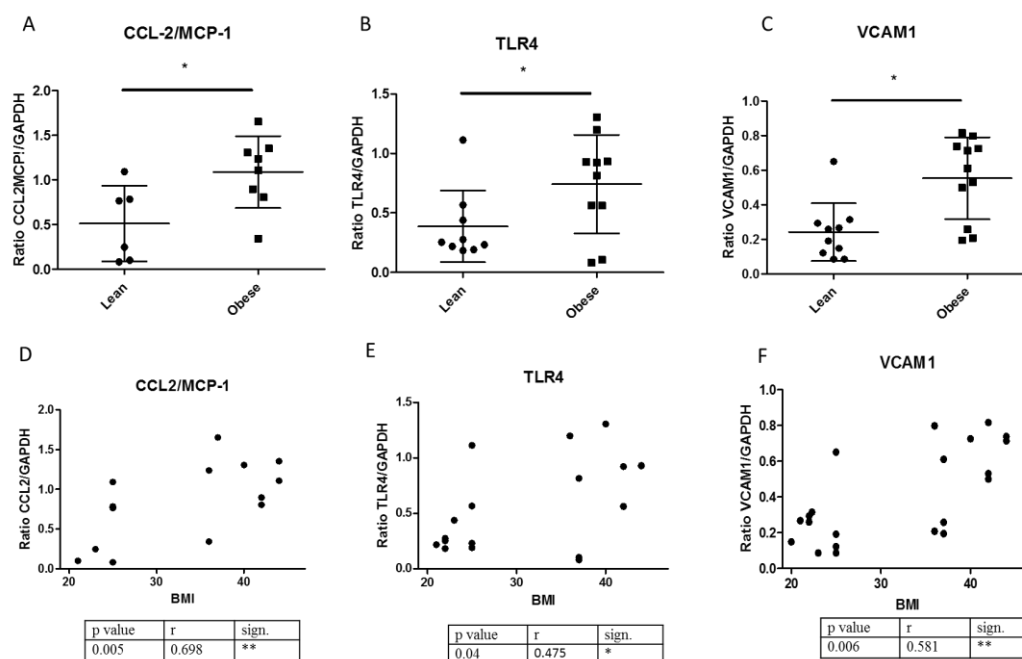 A
CCL-2/MCP-1
*
Ratio CCL2MCPI/GAPDH
2.0
1.5
1.0
0.5
0.0
Lean
Obese
B
TLR4
*
Ratio TLR4/GAPDH
1.5
1.0
0.5
0.0
Lean
Obese
C
VCAM1
*
Ratio VCAM1/GAPDH
1.0
0.8
0.6
0.4
0.2
0.0
Lean
Obese
D
CCL2/MCP-1
Ratio CCL2/GAPDH
2.0
1.5
1.0
0.5
0.0
20 30 40
BMI
p value r sign.
0.005 0.698 **
E
TLR4
Ratio TLR4/GAPDH
1.5
1.0
0.5
0.0
20 30 40
BMI
p value r sign.
0.04 0.475 *
F
VCAM1
Ratio VCAM1/GAPDH
1.0
0.8
0.6
0.4
0.2
0.0
20 30 40
BMI
p value r sign.
0.006 0.581 **